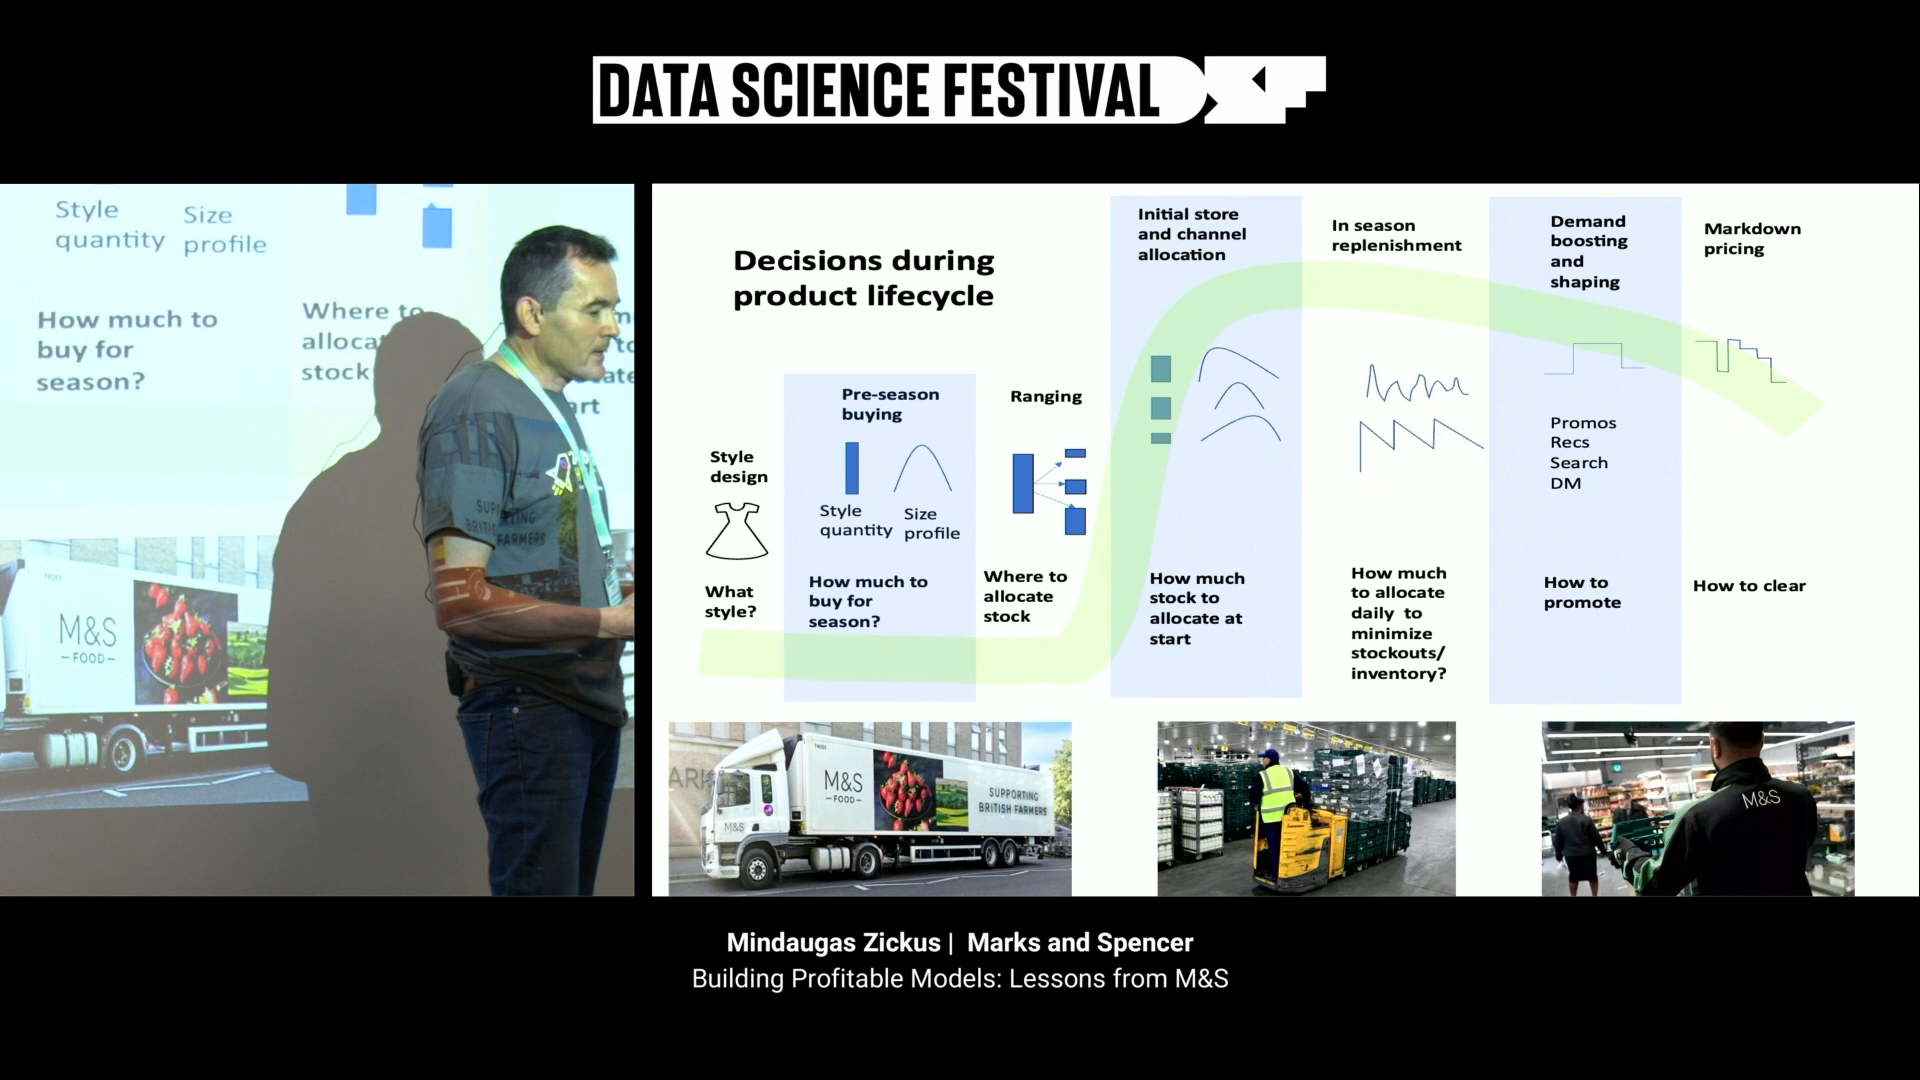 DATA SCIENCE FESTIVAL
Style
quantity
Size
profile
How much to
buy for
season?
Where to
allocat
stock
M&S
FOOD
SUPPORTING
BRITISH
FARMERS
Decisions during
product lifecycle
Style
design
What
style?
Pre-season
buying
Style
quantity
Size
profile
How much to
buy for
season?
Ranging
Where to
allocate
stock
Initial store
and channel
allocation
How much
stock to
allocate at
start
In season
replenishment
How much
to allocate
daily to
minimize
stockouts/
inventory?
Demand
boosting
and
shaping
Promos
Recs
Search
DM
How to
promote
Markdown
pricing
How to clear
M&S
FOOD
SUPPORTING
BRITISH FARMERS
M&S
M&S
Mindaugas Zickus | Marks and Spencer
Building Profitable Models: Lessons from M&S